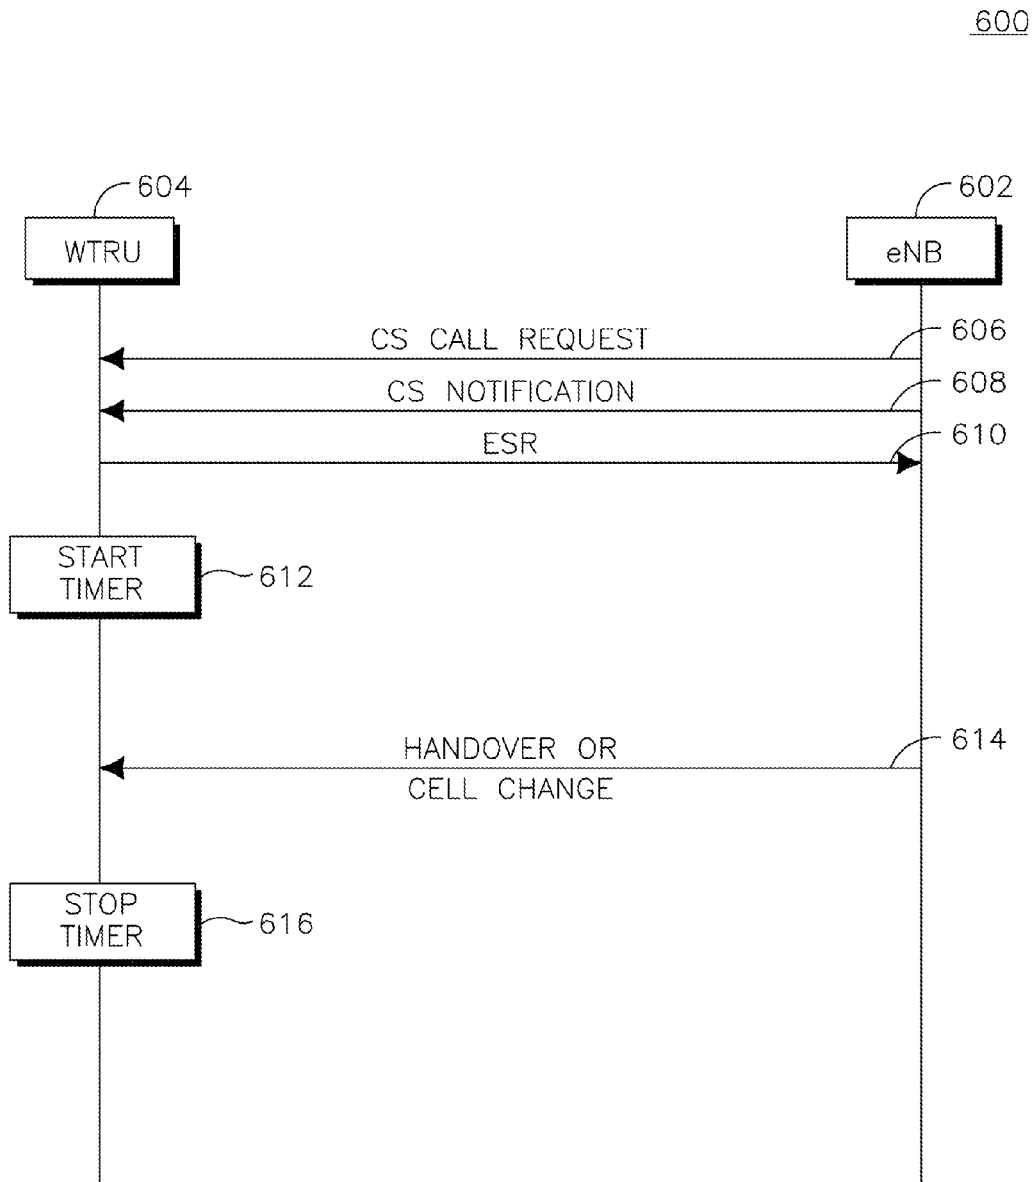 600
604
602
WTRU
eNB
CS CALL REQUEST
606
CS NOTIFICATION
608
ESR
610
START
TIMER
612
HANDOVER OR
CELL CHANGE
614
STOP
TIMER
616